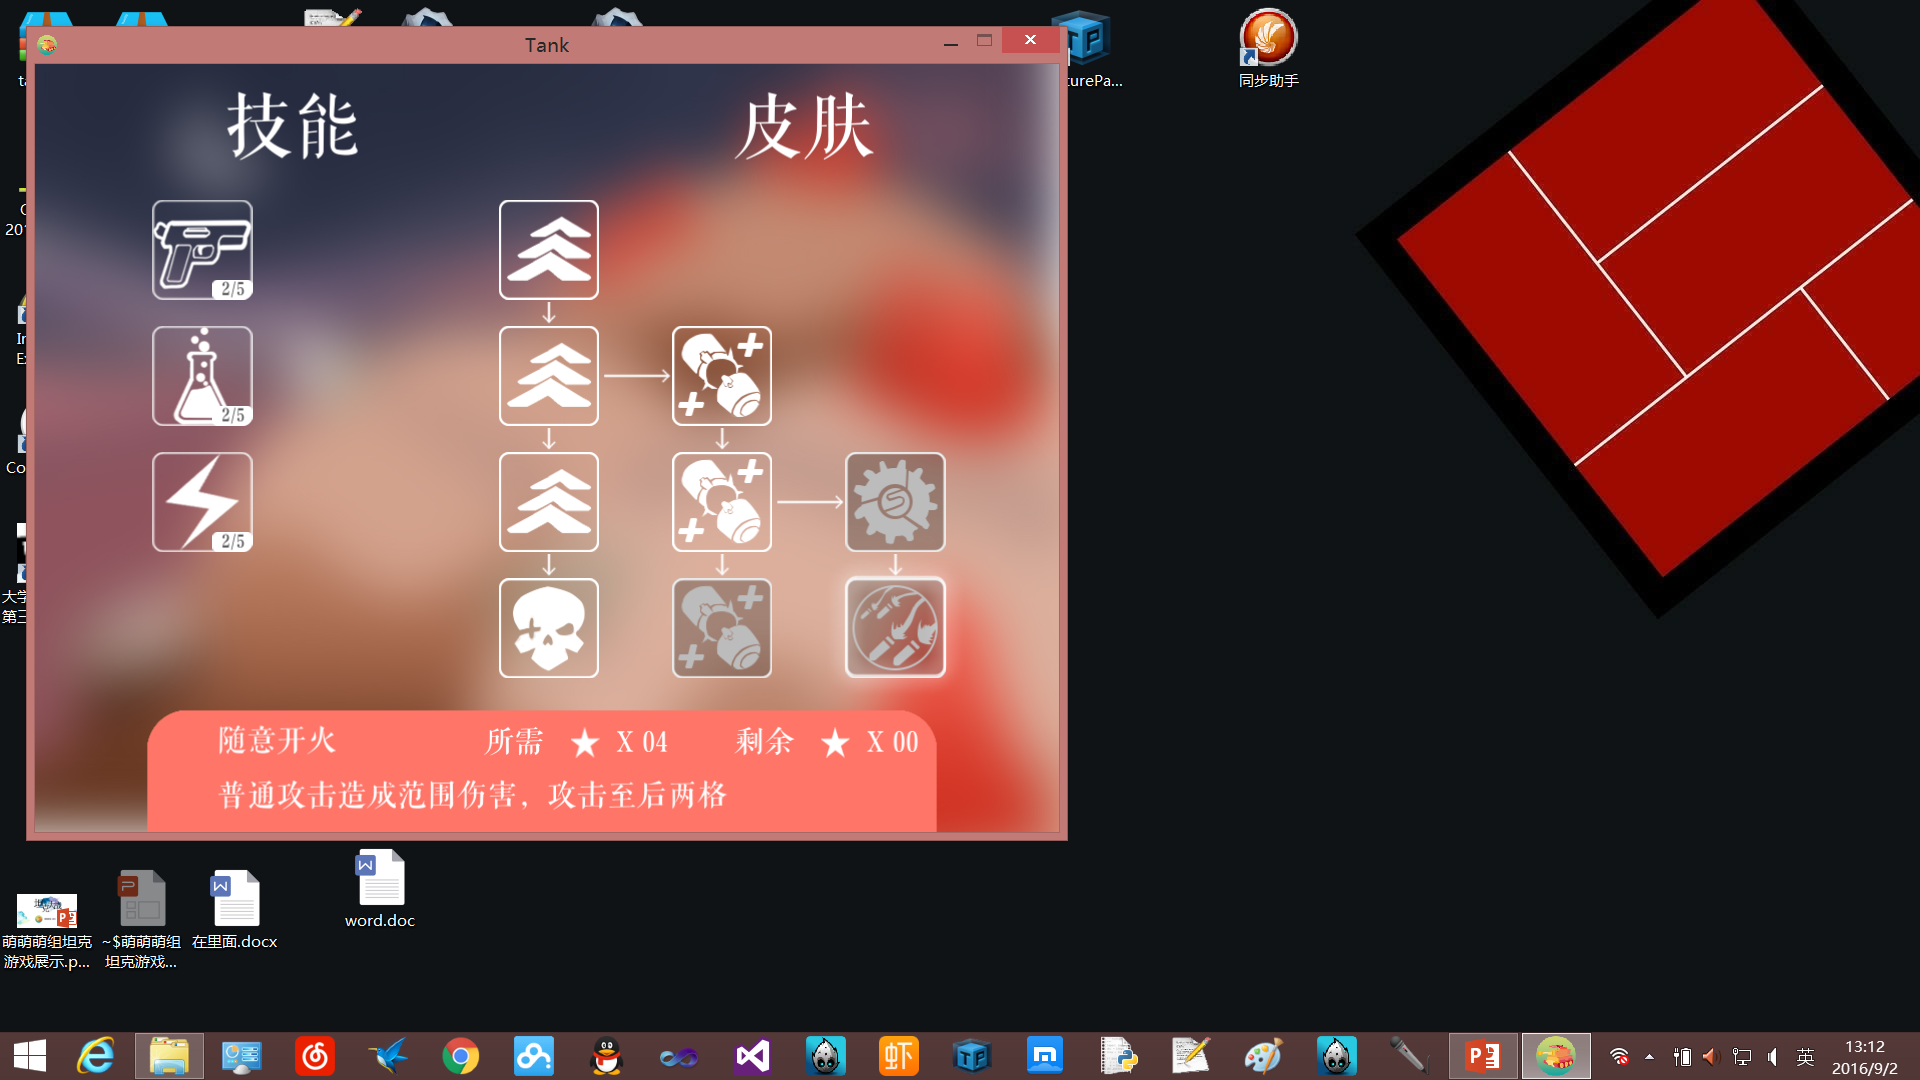 Tank
技能
皮肤
2/5
2/5
2/5
随意开火 所需 ★ X 04 剩余 ★ X 00
普通攻击造成范围伤害，攻击至后两格
turePa...
同步助手
word.doc
萌萌萌组坦克
游戏展示.p...
~$萌萌萌组
坦克游戏...
在里面.docx
英
13:12
2016/9/2